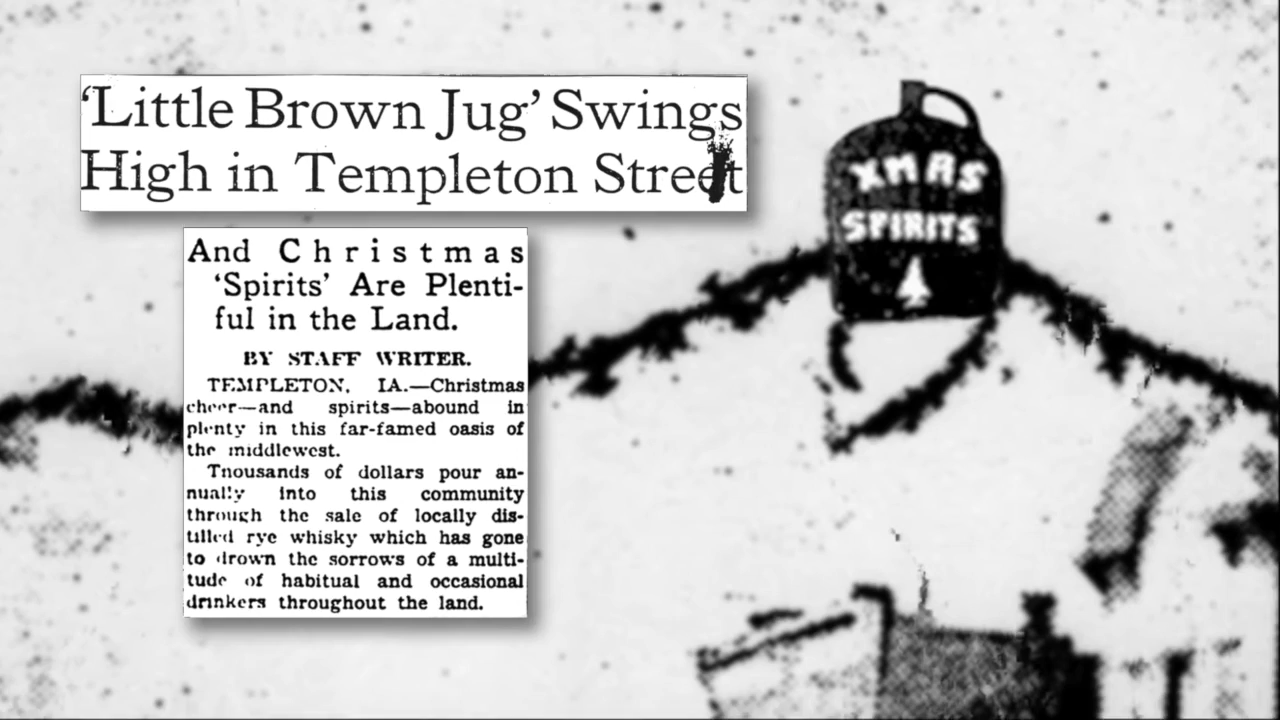 ‘Little Brown Jug’ Swings
High in Templeton Street
And Christmas
‘Spirits’ Are Plenti-
ful in the Land.
BY STAFF WRITER.
TEMPLETON, IA.—Christmas
cheer—and spirits—abound in
plenty in this far-famed oasis of
the middlewest.
Thousands of dollars pour an-
nually into this community
through the sale of locally dis-
tilled rye whisky which has gone
to drown the sorrows of a multi-
tude of habitual and occasional
drinkers throughout the land.
XMAS
SPIRITS